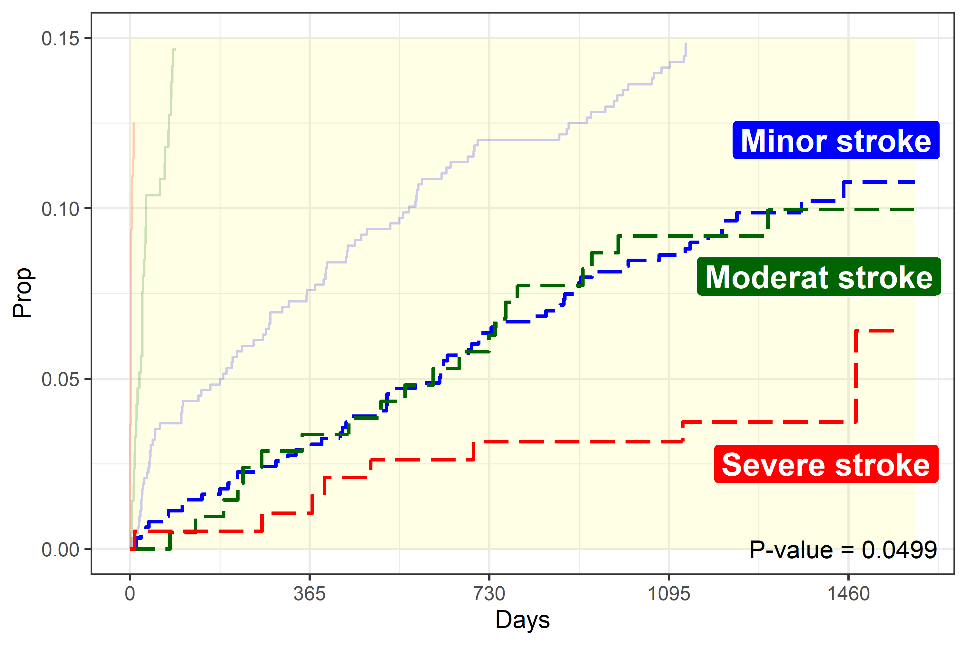 0.15
0.10
0.05
0.00
Prop
Minor stroke
Moderat stroke
Severe stroke
P-value = 0.0499
0 365 730 1095 1460
Days